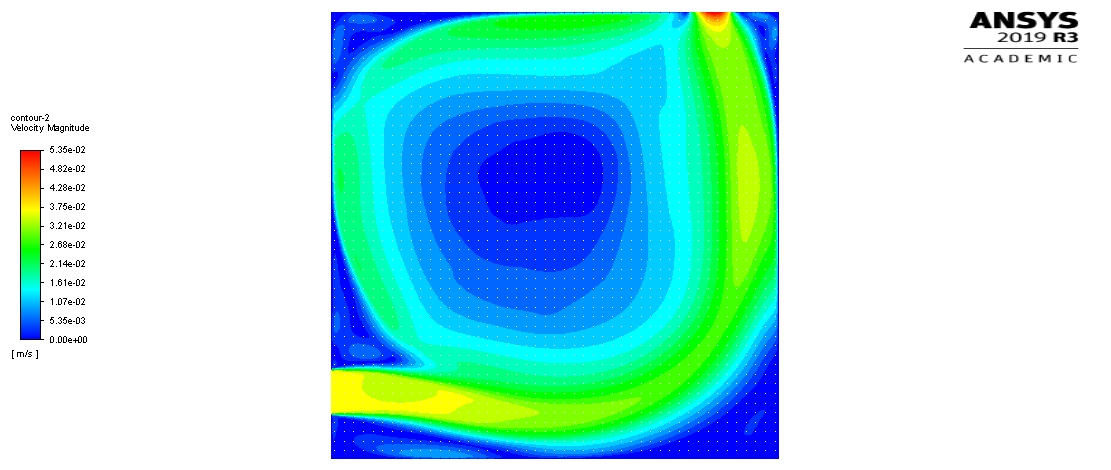 ANSYS
2019 R3
ACADEMIC
contour-2
Velocity Magnitude
5.35e-02
4.82e-02
4.28e-02
3.75e-02
3.21e-02
2.68e-02
2.14e-02
1.61e-02
1.07e-02
5.35e-03
0.00e+00
[ m/s ]